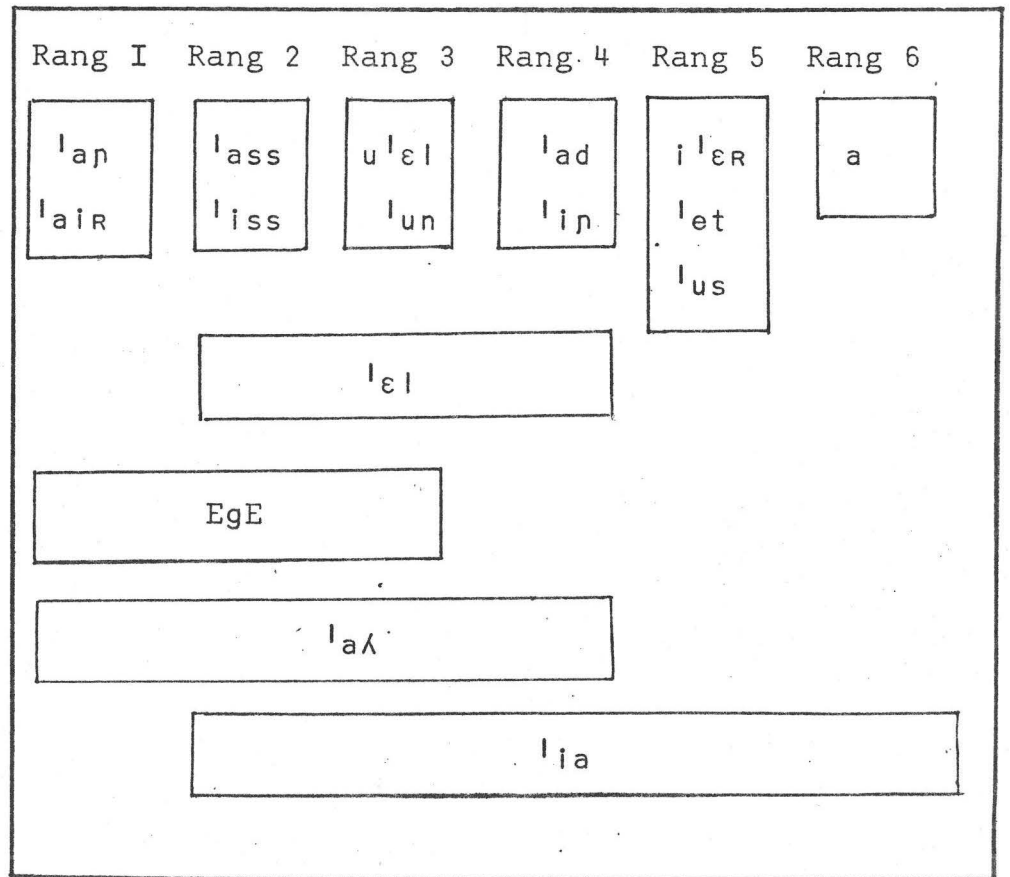 Rang I Rang 2 Rang 3 Rang 4 Rang 5 Rang 6
ˈaɲ ˈass uˈɛl ˈad iˈɛʀ a
ˈaiʀ ˈiss ˈun ˈiɲ ˈet
ˈus
ˈɛl
EgE
ˈaʎ
ˈia